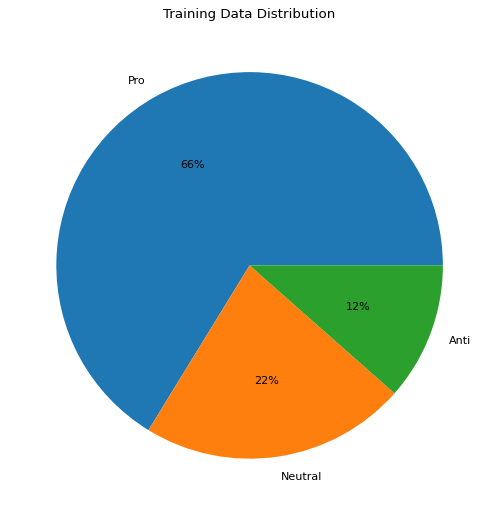 Training Data Distribution
Pro
66%
12%
Anti
22%
Neutral